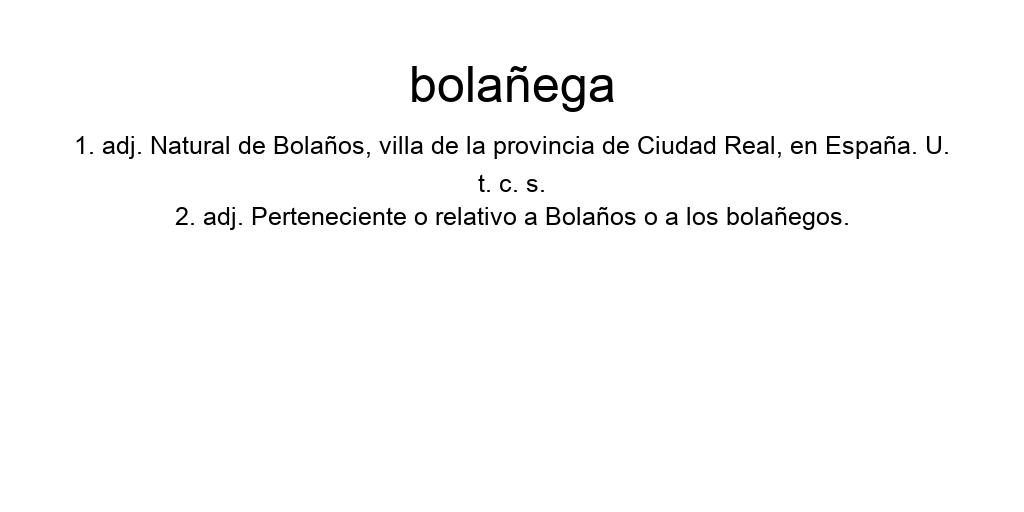 bolañega
1. adj. Natural de Bolaños, villa de la provincia de Ciudad Real, en España. U.
t. c. s.
2. adj. Perteneciente o relativo a Bolaños o a los bolañegos.